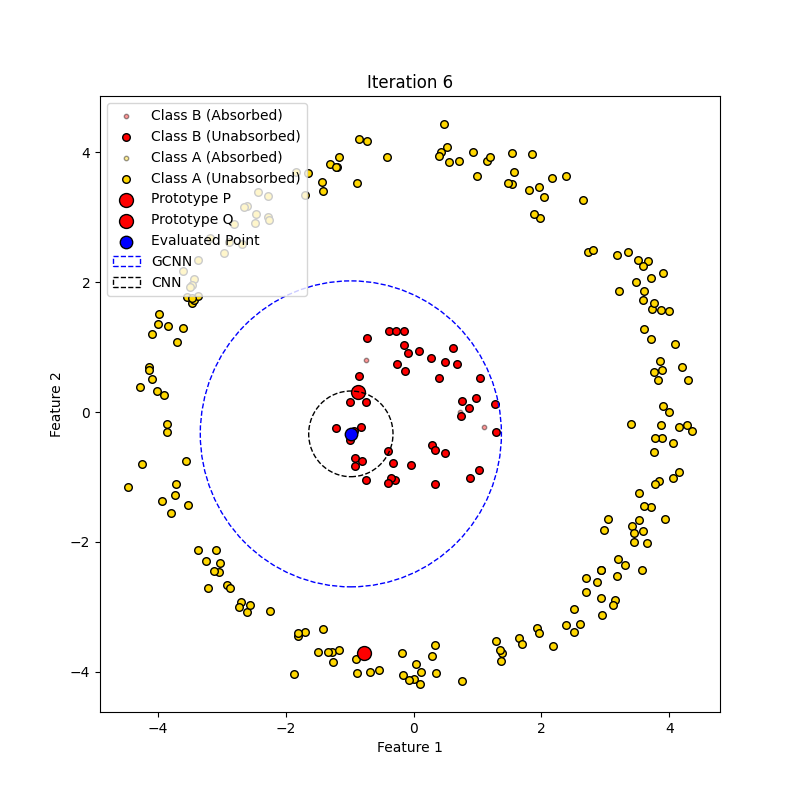 Iteration 6
Class B (Absorbed)
Class B (Unabsorbed)
Class A (Absorbed)
Class A (Unabsorbed)
Prototype P
Prototype Q
Evaluated Point
GCNN
CNN
4
2
0
−2
−4
Feature 2
−4
−2
0
2
4
Feature 1